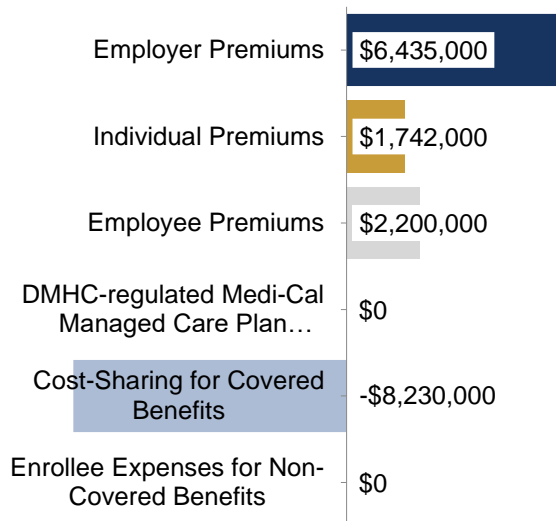 Employer Premiums
$6,435,000
Individual Premiums
$1,742,000
Employee Premiums
$2,200,000
DMHC-regulated Medi-Cal
Managed Care Plan…
$0
Cost-Sharing for Covered
Benefits
-$8,230,000
Enrollee Expenses for Non-
Covered Benefits
$0